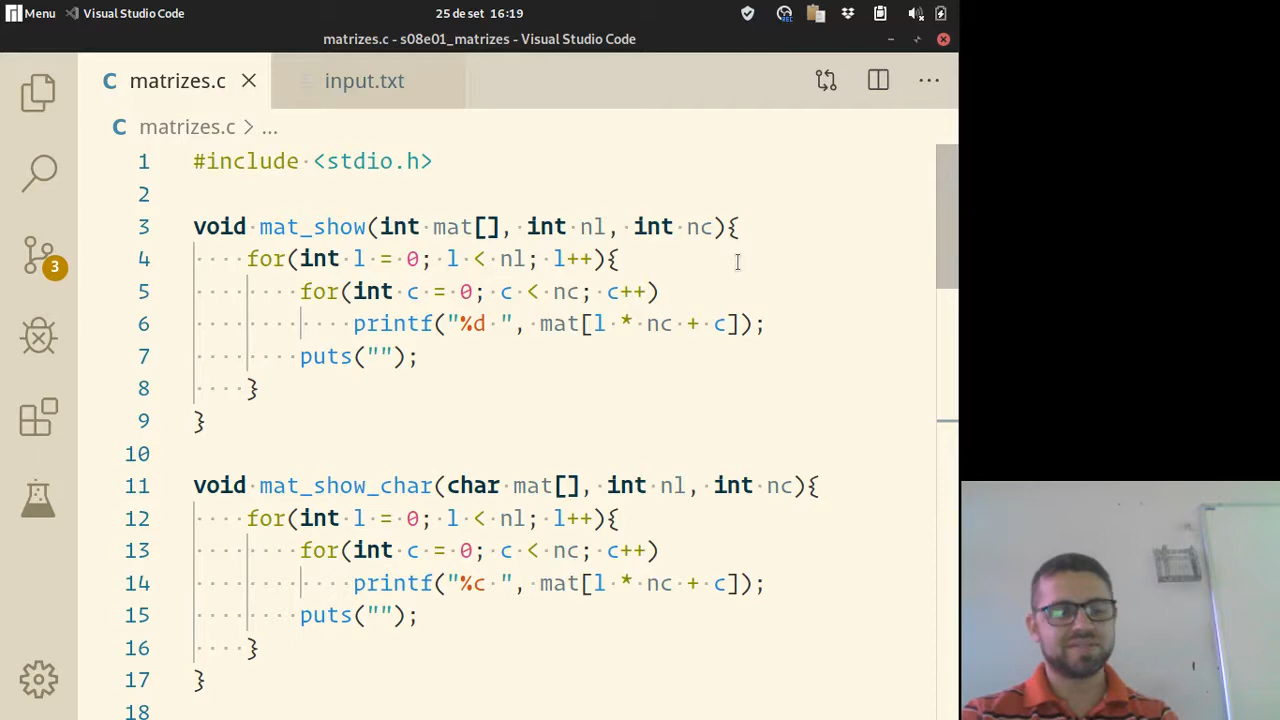 Menu Visual Studio Code 25 de set 16:19
matrizes.c - s08e01_matrizes - Visual Studio Code
matrizes.c input.txt
matrizes.c > ...
1 #include <stdio.h>
2
3 void mat_show(int mat[], int nl, int nc){
4 for(int l = 0; l < nl; l++){
5 for(int c = 0; c < nc; c++)
6 printf("%d ", mat[l * nc + c]);
7 puts("");
8 }
9 }
10
11 void mat_show_char(char mat[], int nl, int nc){
12 for(int l = 0; l < nl; l++){
13 for(int c = 0; c < nc; c++)
14 printf("%c ", mat[l * nc + c]);
15 puts("");
16 }
17 }
18
3